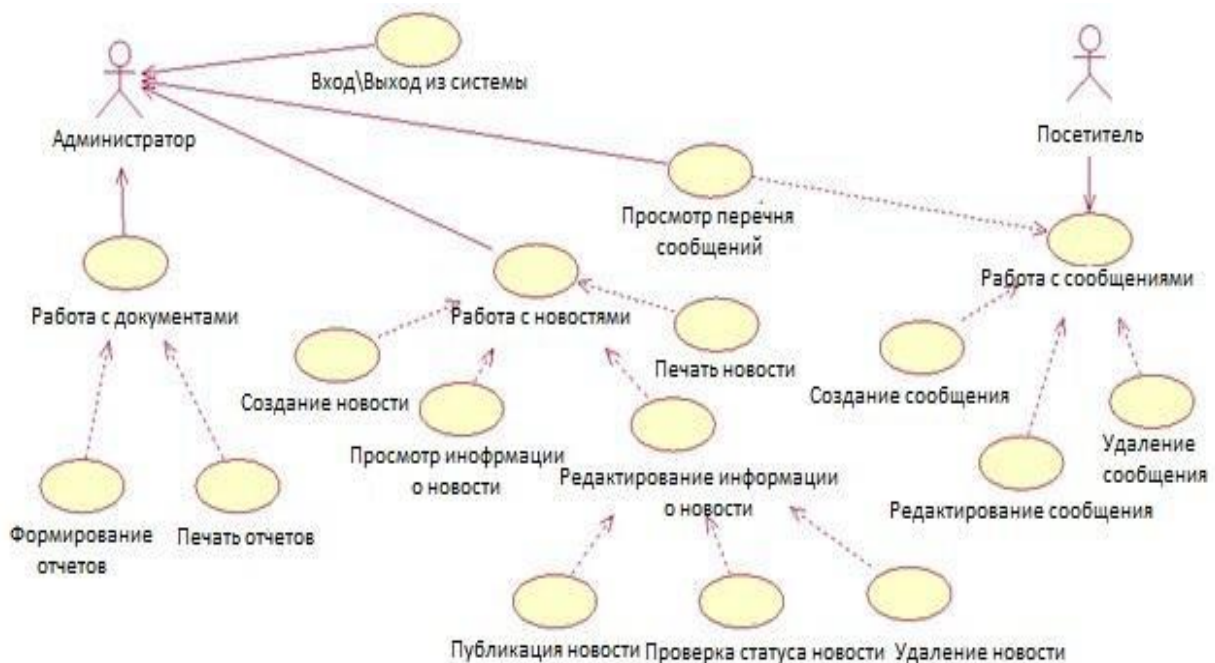 Вход\Выход из системы
Администратор
Посетитель
Просмотр перечня
сообщений
Работа с сообщениями
Работа с документами
Работа с новостями
Печать новости
Создание новости
Создание сообщения
Просмотр инофрмации
о новости
Редактирование информации
о новости
Удаление
сообщения
Редактирование сообщения
Формирование
отчетов
Печать отчетов
Публикация новости
Проверка статуса новости
Удаление новости